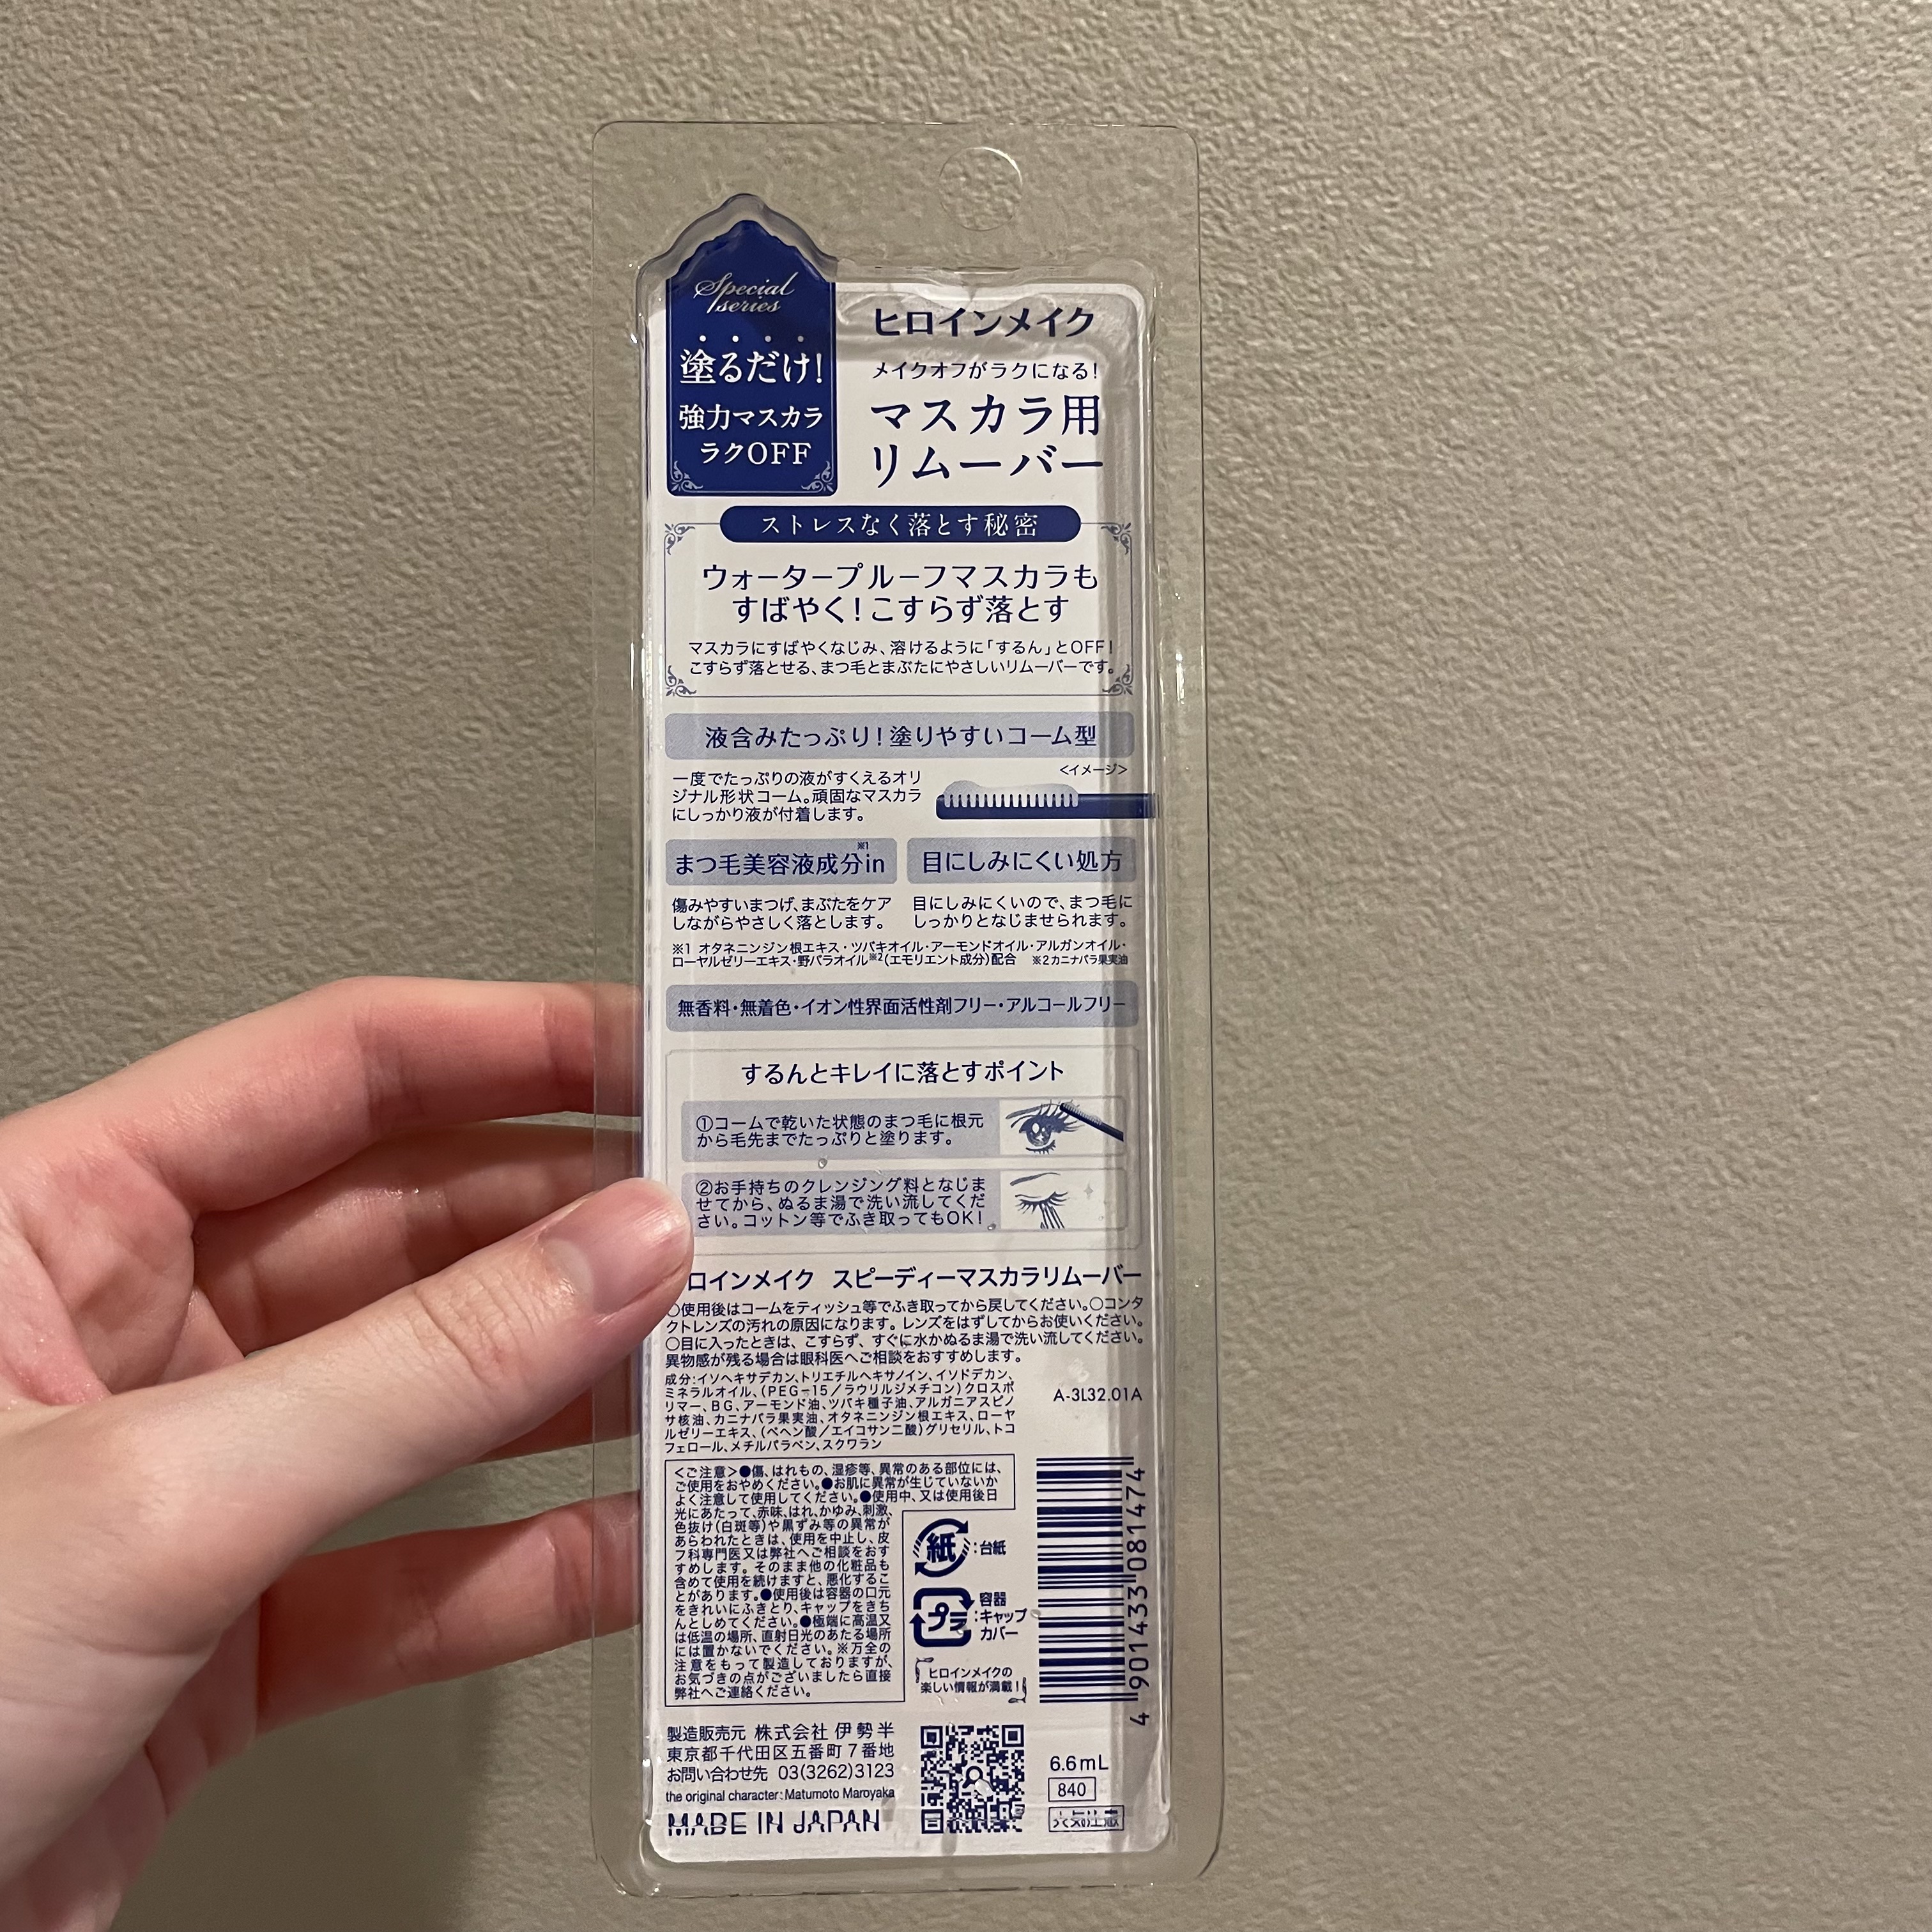 Special
series
塗るだけ!
強力マスカラ
ラクOFF
ヒロインメイク
メイクオフがラクになる!
マスカラ用
リムーバー
ストレスなく落とす秘密
ウォータープルーフマスカラも
すばやく!こすらず落とす
マスカラにすばやくなじみ、溶けるように「するん」とOFF!
こすらず落とせる、まつ毛とまぶたにやさしいリムーバーです。
液含みたっぷり!塗りやすいコーム型
一度でたっぷりの液がすくえるオリ
ジナル形状コーム。頑固なマスカラ
にしっかり液が付着します。
<イメージ>
まつ毛美容液成分※1in
傷みやすいまつげ、まぶたをケア
しながらやさしく落とします。
目にしみにくい処方
目にしみにくいので、まつ毛に
しっかりとなじませられます。
※1 オタネニンジン根エキス・ツバキオイル・アーモンドオイル・アルガンオイル・
ローヤルゼリーエキス・野バラオイル※2(エモリエント成分)配合 ※2カニナバラ果実油
無香料・無着色・イオン性界面活性剤フリー・アルコールフリー
するんとキレイに落とすポイント
①コームで乾いた状態のまつ毛に根元
から毛先までたっぷりと塗ります。
②お手持ちのクレンジング料となじま
せてから、ぬるま湯で洗い流してくだ
さい。コットン等でふき取ってもOK!
ロインメイク スピーディーマスカラリムーバー
○使用後はコームをティッシュ等でふき取ってから戻してください。○コンタ
クトレンズの汚れの原因になります。レンズをはずしてからお使いください。
○目に入ったときは、こすらず、すぐに水かぬるま湯で洗い流してください。
異物感が残る場合は眼科医へご相談をおすすめします。
成分:イソヘキサデカン、トリエチルヘキサノイン、イソドデカン、
ミネラルオイル、(PEG-15/ラウリルジメチコン)クロスポ
リマー、BG、アーモンド油、ツバキ種子油、アルガニアスピノ
サ核油、カニナバラ果実油、オタネニンジン根エキス、ローヤ
ルゼリーエキス、(ベヘン酸/エイコサン二酸)グリセリル、トコ
フェロール、メチルパラベン、スクワラン
A-3L32.01A
<ご注意>●傷、はれもの、湿疹等、異常のある部位には、
ご使用をおやめください。●お肌に異常が生じていないか
よく注意して使用してください。●使用中、又は使用後日
光にあたって、赤味、はれ、かゆみ、刺激、
色抜け(白斑等)や黒ずみ等の異常が
あらわれたときは、使用を中止し、皮
フ科専門医又は弊社へご相談をおす
すめします。そのまま他の化粧品も
含めて使用を続けますと、悪化するこ
とがあります。●使用後は容器の口元
をきれいにふきとり、キャップをきち
んとしめてください。●極端に高温又
は低温の場所、直射日光のあたる場所
には置かないでください。※万全の
注意をもって製造しておりますが、
お気づきの点がございましたら直接
弊社へご連絡ください。
紙:台紙
プラ:容器
キャップ
カバー
ヒロインメイクの
楽しい情報が満載!
4 901433 081474
製造販売元 株式会社 伊勢半
東京都千代田区五番町7番地
お問い合わせ先 03(3262)3123
the original character:Matumoto Maroyaka
MADE IN JAPAN
6.6mL
840
火気注意